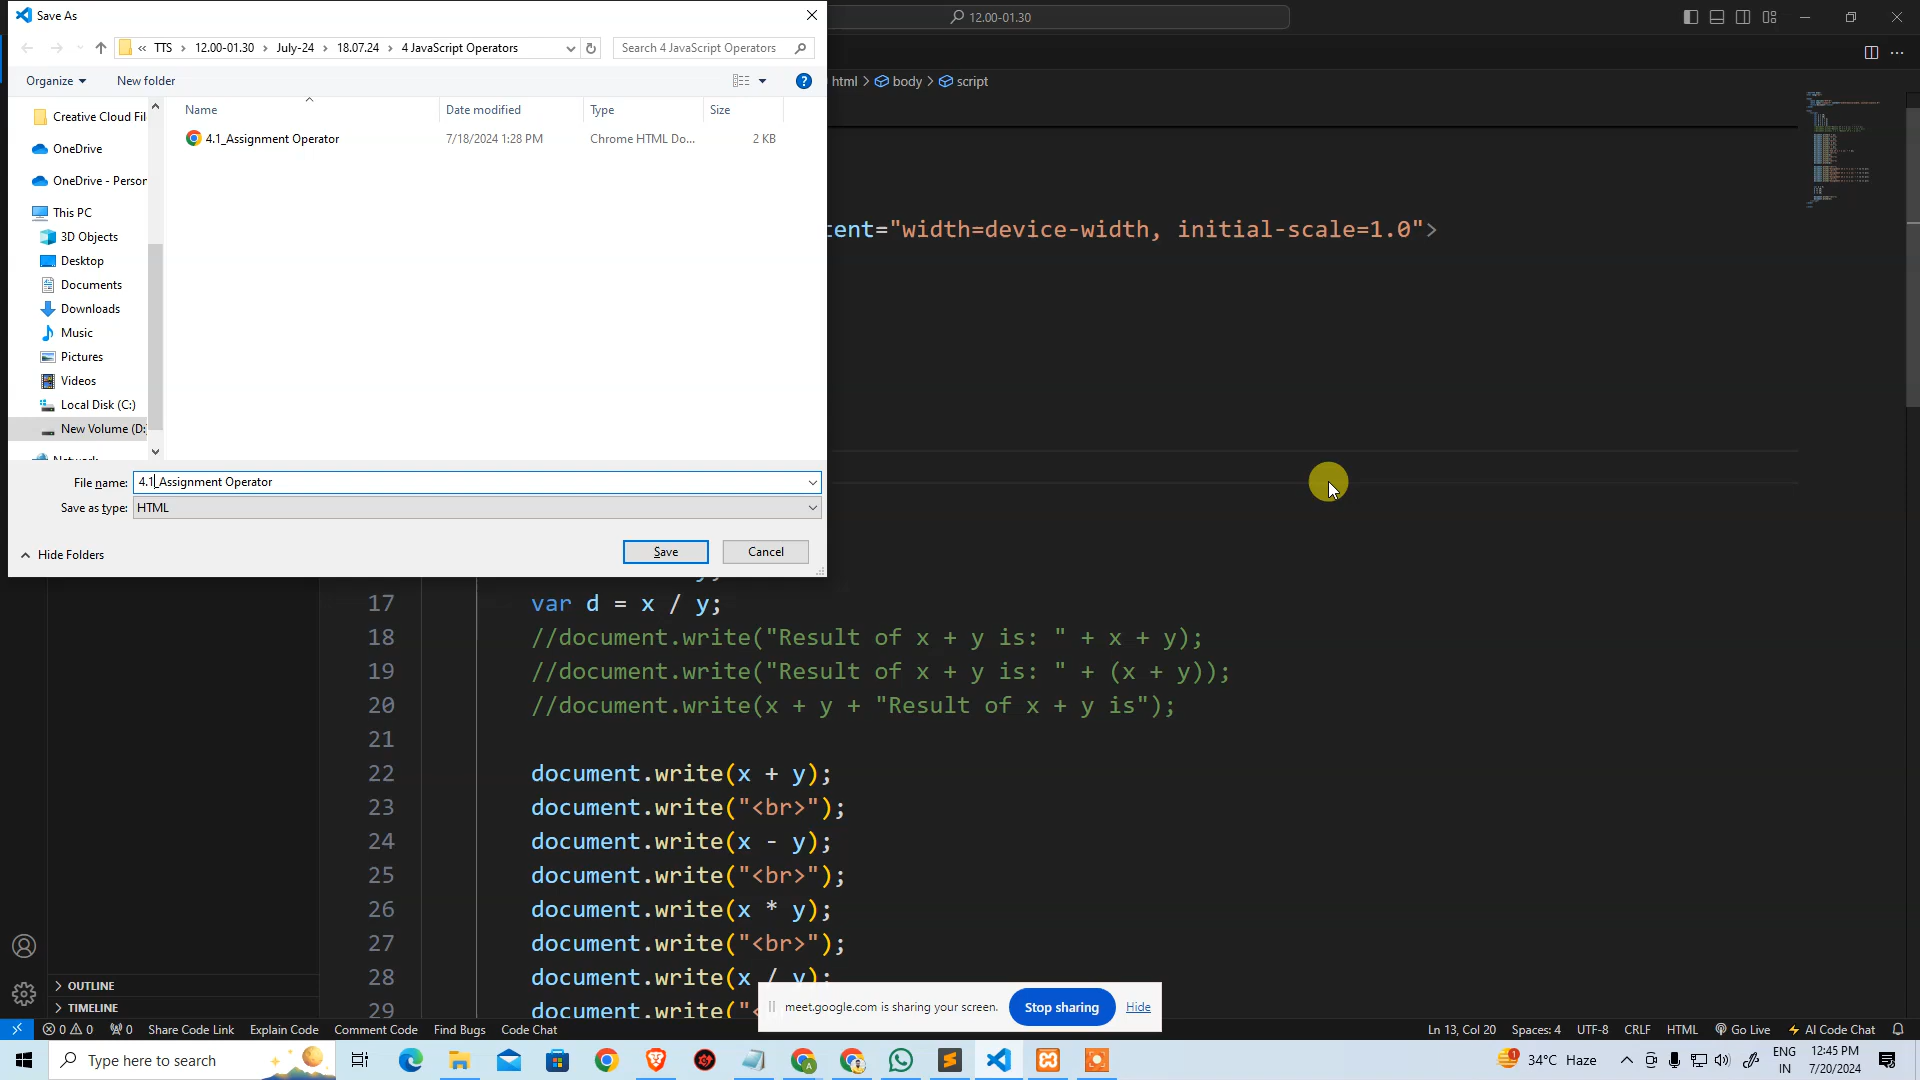 Save As
12.00-01.30
« TTS > 12.00-01.30 > July-24 > 18.07.24 > 4 JavaScript Operators
Search 4 JavaScript Operators
Organize
New folder
html > body > script
Creative Cloud Fil
OneDrive
OneDrive - Person
This PC
3D Objects
Desktop
Documents
Downloads
Music
Pictures
Videos
Local Disk (C:)
New Volume (D:
Name
Date modified
Type
Size
4.1_Assignment Operator
7/18/2024 1:28 PM
Chrome HTML Do...
2 KB
tent="width=device-width, initial-scale=1.0">
File name: 4.1_Assignment Operator
Save as type: HTML
Hide Folders
Save
Cancel
17 var d = x / y;
18 //document.write("Result of x + y is: " + x + y);
19 //document.write("Result of x + y is: " + (x + y));
20 //document.write(x + y + "Result of x + y is");
21
22 document.write(x + y);
23 document.write("<br>");
24 document.write(x - y);
25 document.write("<br>");
26 document.write(x * y);
27 document.write("<br>");
28 document.write(x / y);
29 document.write("<
OUTLINE
TIMELINE
meet.google.com is sharing your screen.
Stop sharing
Hide
0 0 0 Share Code Link Explain Code Comment Code Find Bugs Code Chat
Ln 13, Col 20 Spaces: 4 UTF-8 CRLF HTML Go Live AI Code Chat
Type here to search
34°C Haze
ENG
IN
12:45 PM
7/20/2024